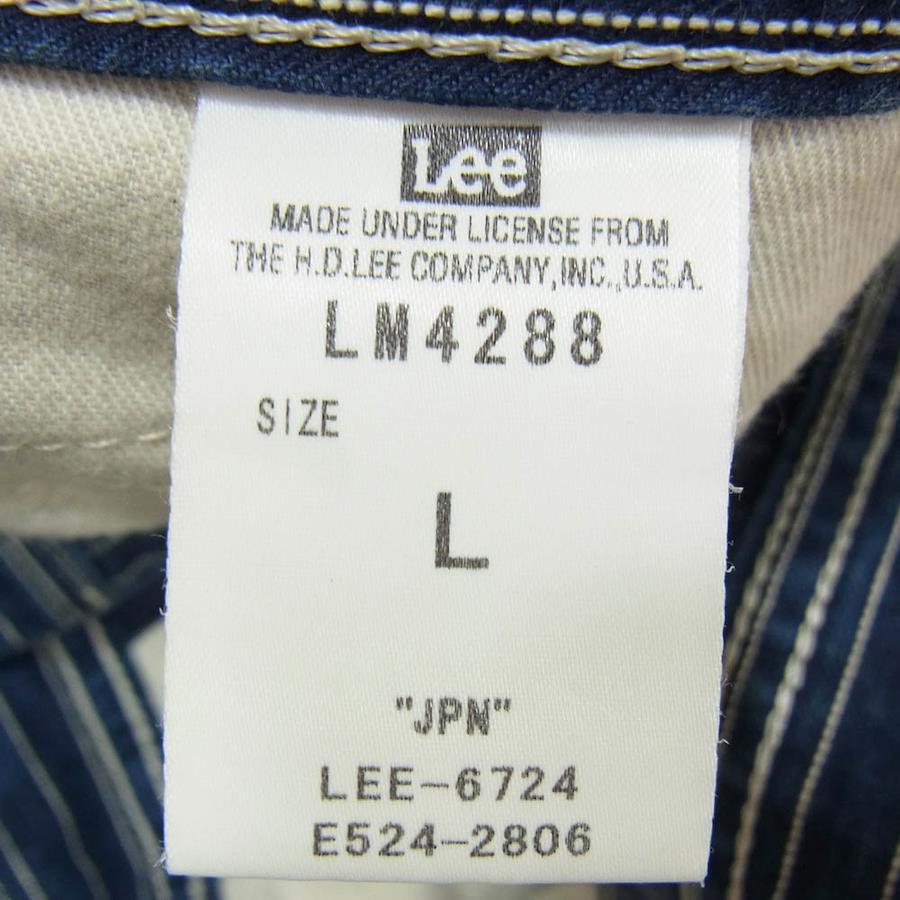 Lee
MADE UNDER LICENSE FROM
THE H.D.LEE COMPANY,INC.,U.S.A.
LM4288
SIZE
L
"JPN"
LEE-6724
E524-2806